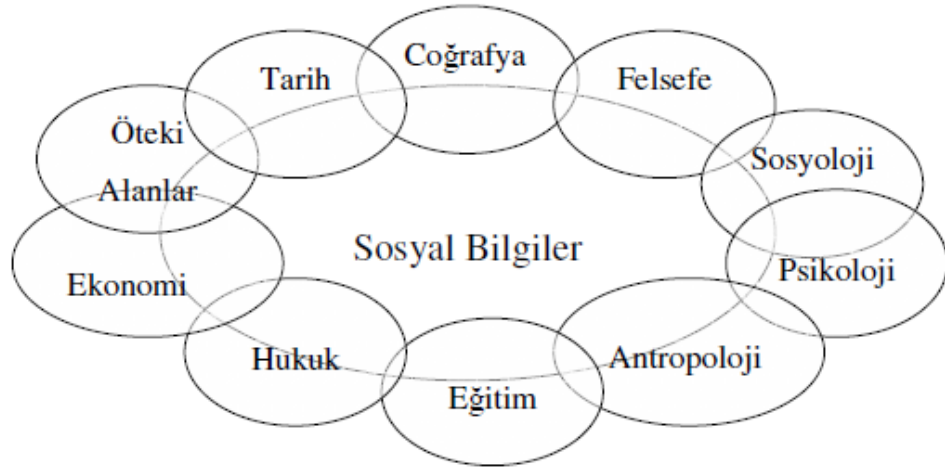 Coğrafya
Tarih
Felsefe
Öteki
Alanlar
Sosyoloji
Sosyal Bilgiler
Psikoloji
Ekonomi
Hukuk
Antropoloji
Eğitim